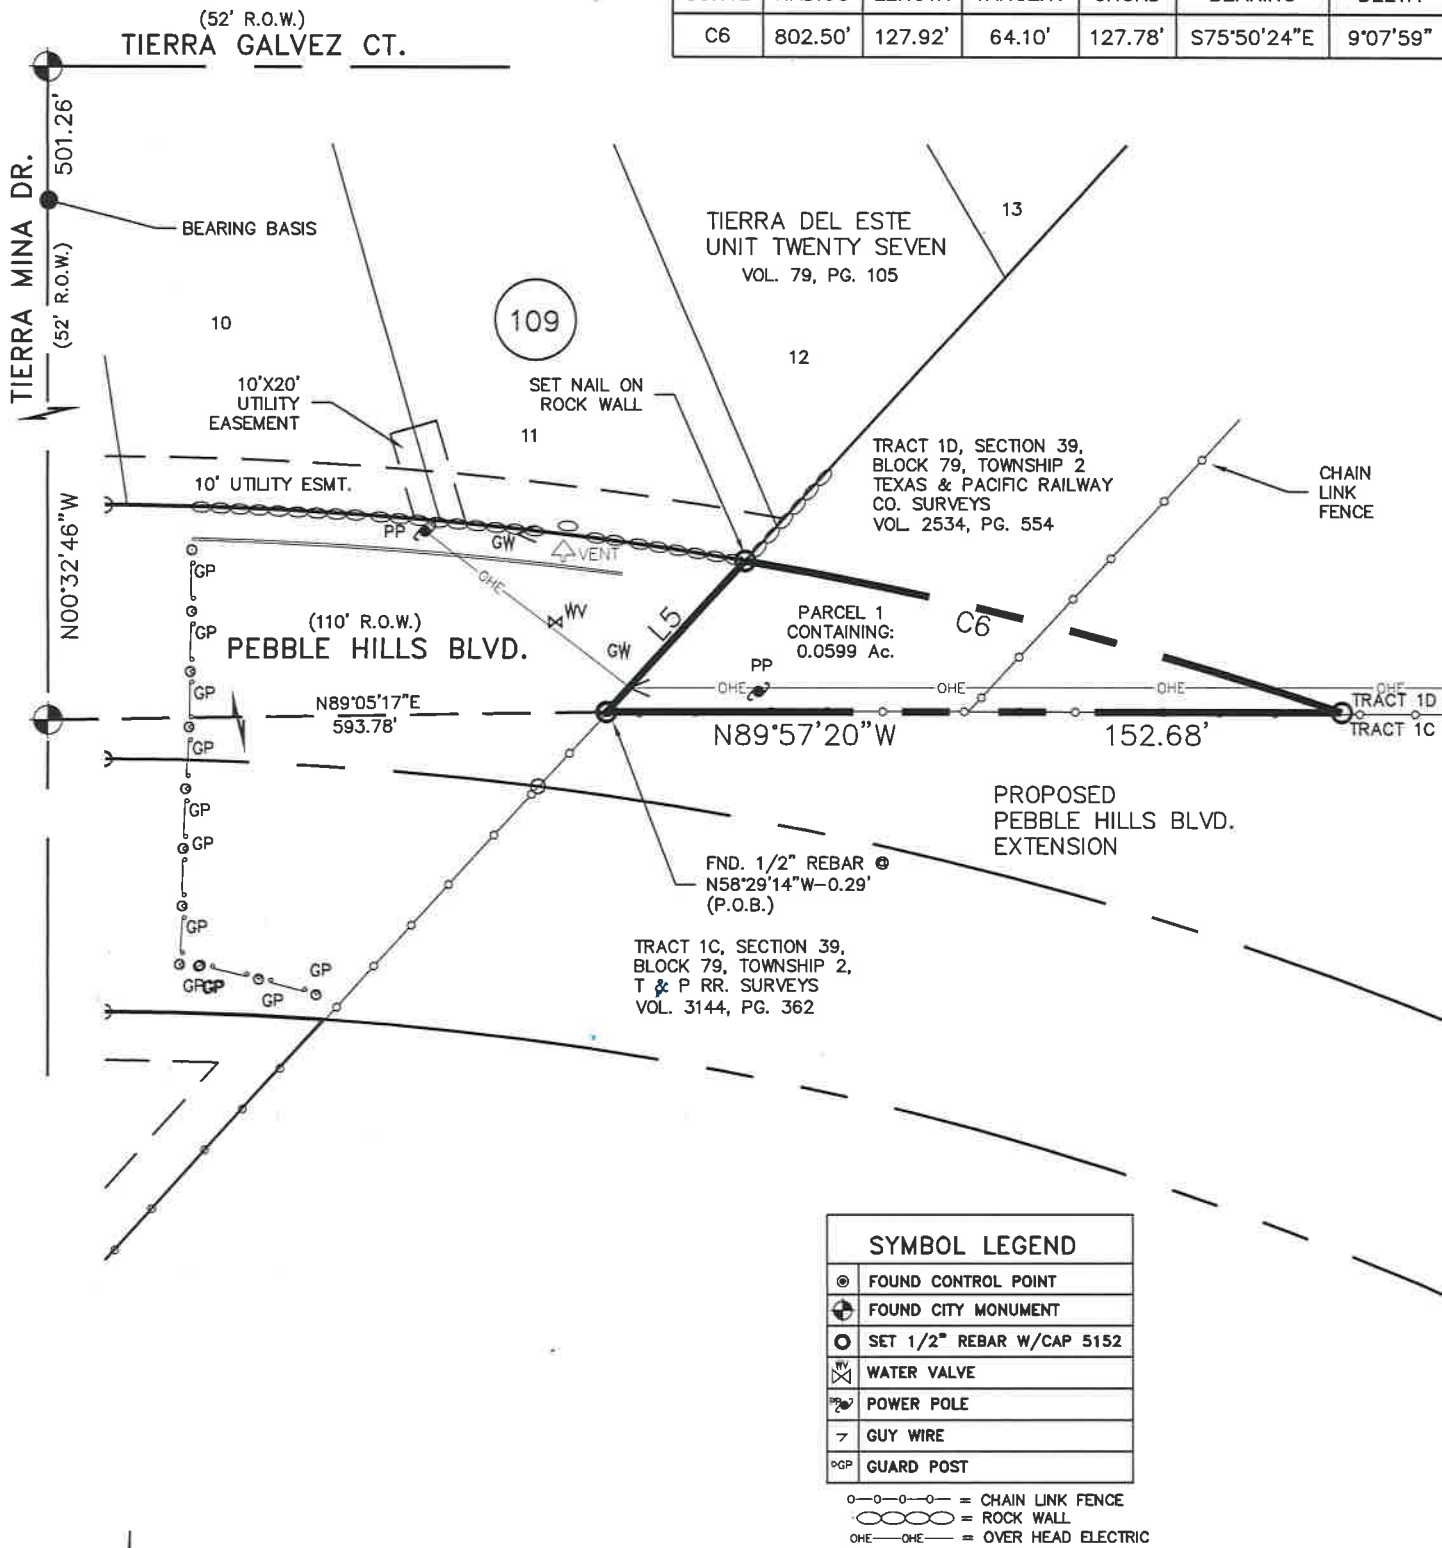 (52' R.O.W.)
TIERRA GALVEZ CT.
C6 802.50' 127.92' 64.10' 127.78' S75°50'24"E 9°07'59"
501.26'
TIERRA MINA DR.
(52' R.O.W.)
BEARING BASIS
N00°32'46"W
TIERRA DEL ESTE
UNIT TWENTY SEVEN
VOL. 79, PG. 105
13
10
109
12
11
10'X20'
UTILITY
EASEMENT
SET NAIL ON
ROCK WALL
10' UTILITY ESMT.
TRACT 1D, SECTION 39,
BLOCK 79, TOWNSHIP 2
TEXAS & PACIFIC RAILWAY
CO. SURVEYS
VOL. 2534, PG. 554
CHAIN
LINK
FENCE
PP
GW
VENT
OHE
WV
GW
L5
PARCEL 1
CONTAINING:
0.0599 Ac.
C6
PP
OHE
OHE
OHE
OHE
(110' R.O.W.)
PEBBLE HILLS BLVD.
N89°05'17"E
593.78'
N89°57'20"W
152.68'
TRACT 1D
TRACT 1C
GP
GP
GP
GP
GP
GP
GP
GP
GP
GP
GP
PROPOSED
PEBBLE HILLS BLVD.
EXTENSION
FND. 1/2" REBAR @
N58°29'14"W-0.29'
(P.O.B.)
TRACT 1C, SECTION 39,
BLOCK 79, TOWNSHIP 2,
T & P RR. SURVEYS
VOL. 3144, PG. 362
SYMBOL LEGEND
FOUND CONTROL POINT
FOUND CITY MONUMENT
SET 1/2" REBAR W/CAP 5152
WV WATER VALVE
PP POWER POLE
GUY WIRE
GP GUARD POST
= CHAIN LINK FENCE
= ROCK WALL
OHE OHE = OVER HEAD ELECTRIC